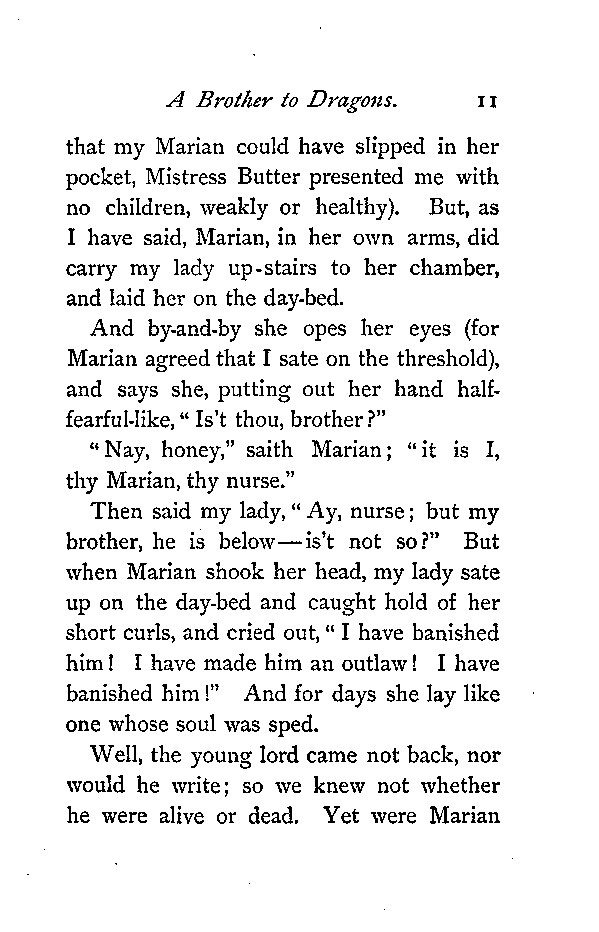 A Brother to Dragons. 11
that my Marian could have slipped in her
pocket, Mistress Butter presented me with
no children, weakly or healthy). But, as
I have said, Marian, in her own arms, did
carry my lady up-stairs to her chamber,
and laid her on the day-bed.
And by-and-by she opes her eyes (for
Marian agreed that I sate on the threshold),
and says she, putting out her hand half-
fearful-like, " Is't thou, brother?"
"Nay, honey," saith Marian; "it is I,
thy Marian, thy nurse."
Then said my lady, " Ay, nurse; but my
brother, he is below—is't not so?" But
when Marian shook her head, my lady sate
up on the day-bed and caught hold of her
short curls, and cried out, " I have banished
him! I have made him an outlaw! I have
banished him!" And for days she lay like
one whose soul was sped.
Well, the young lord came not back, nor
would he write; so we knew not whether
he were alive or dead. Yet were Marian